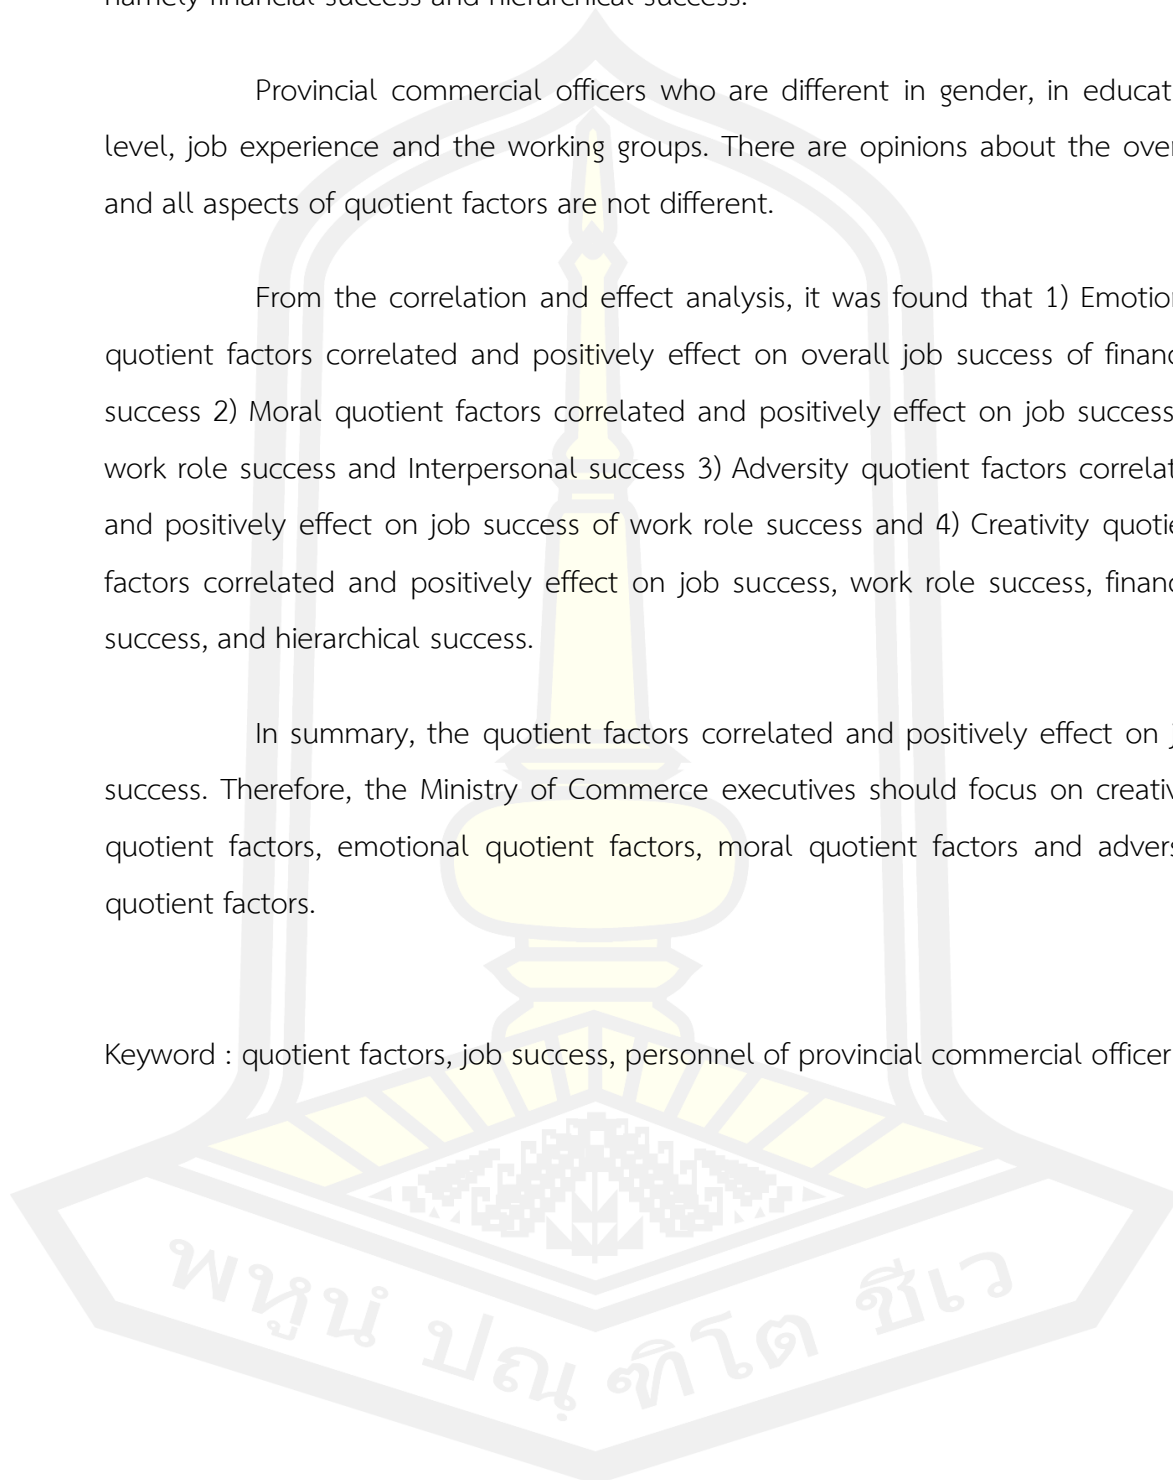 namely financial success and hierarchical success.
Provincial commercial officers who are different in gender, in educat
level, job experience and the working groups. There are opinions about the over
and all aspects of quotient factors are not different.
From the correlation and effect analysis, it was found that 1) Emotion
quotient factors correlated and positively effect on overall job success of financ
success 2) Moral quotient factors correlated and positively effect on job success
work role success and Interpersonal success 3) Adversity quotient factors correlat
and positively effect on job success of work role success and 4) Creativity quotie
factors correlated and positively effect on job success, work role success, financ
success, and hierarchical success.
In summary, the quotient factors correlated and positively effect on j
success. Therefore, the Ministry of Commerce executives should focus on creativ
quotient factors, emotional quotient factors, moral quotient factors and advers
quotient factors.
Keyword : quotient factors, job success, personnel of provincial commercial officer
พหูนํ ปณฺฑิโต ชีเว